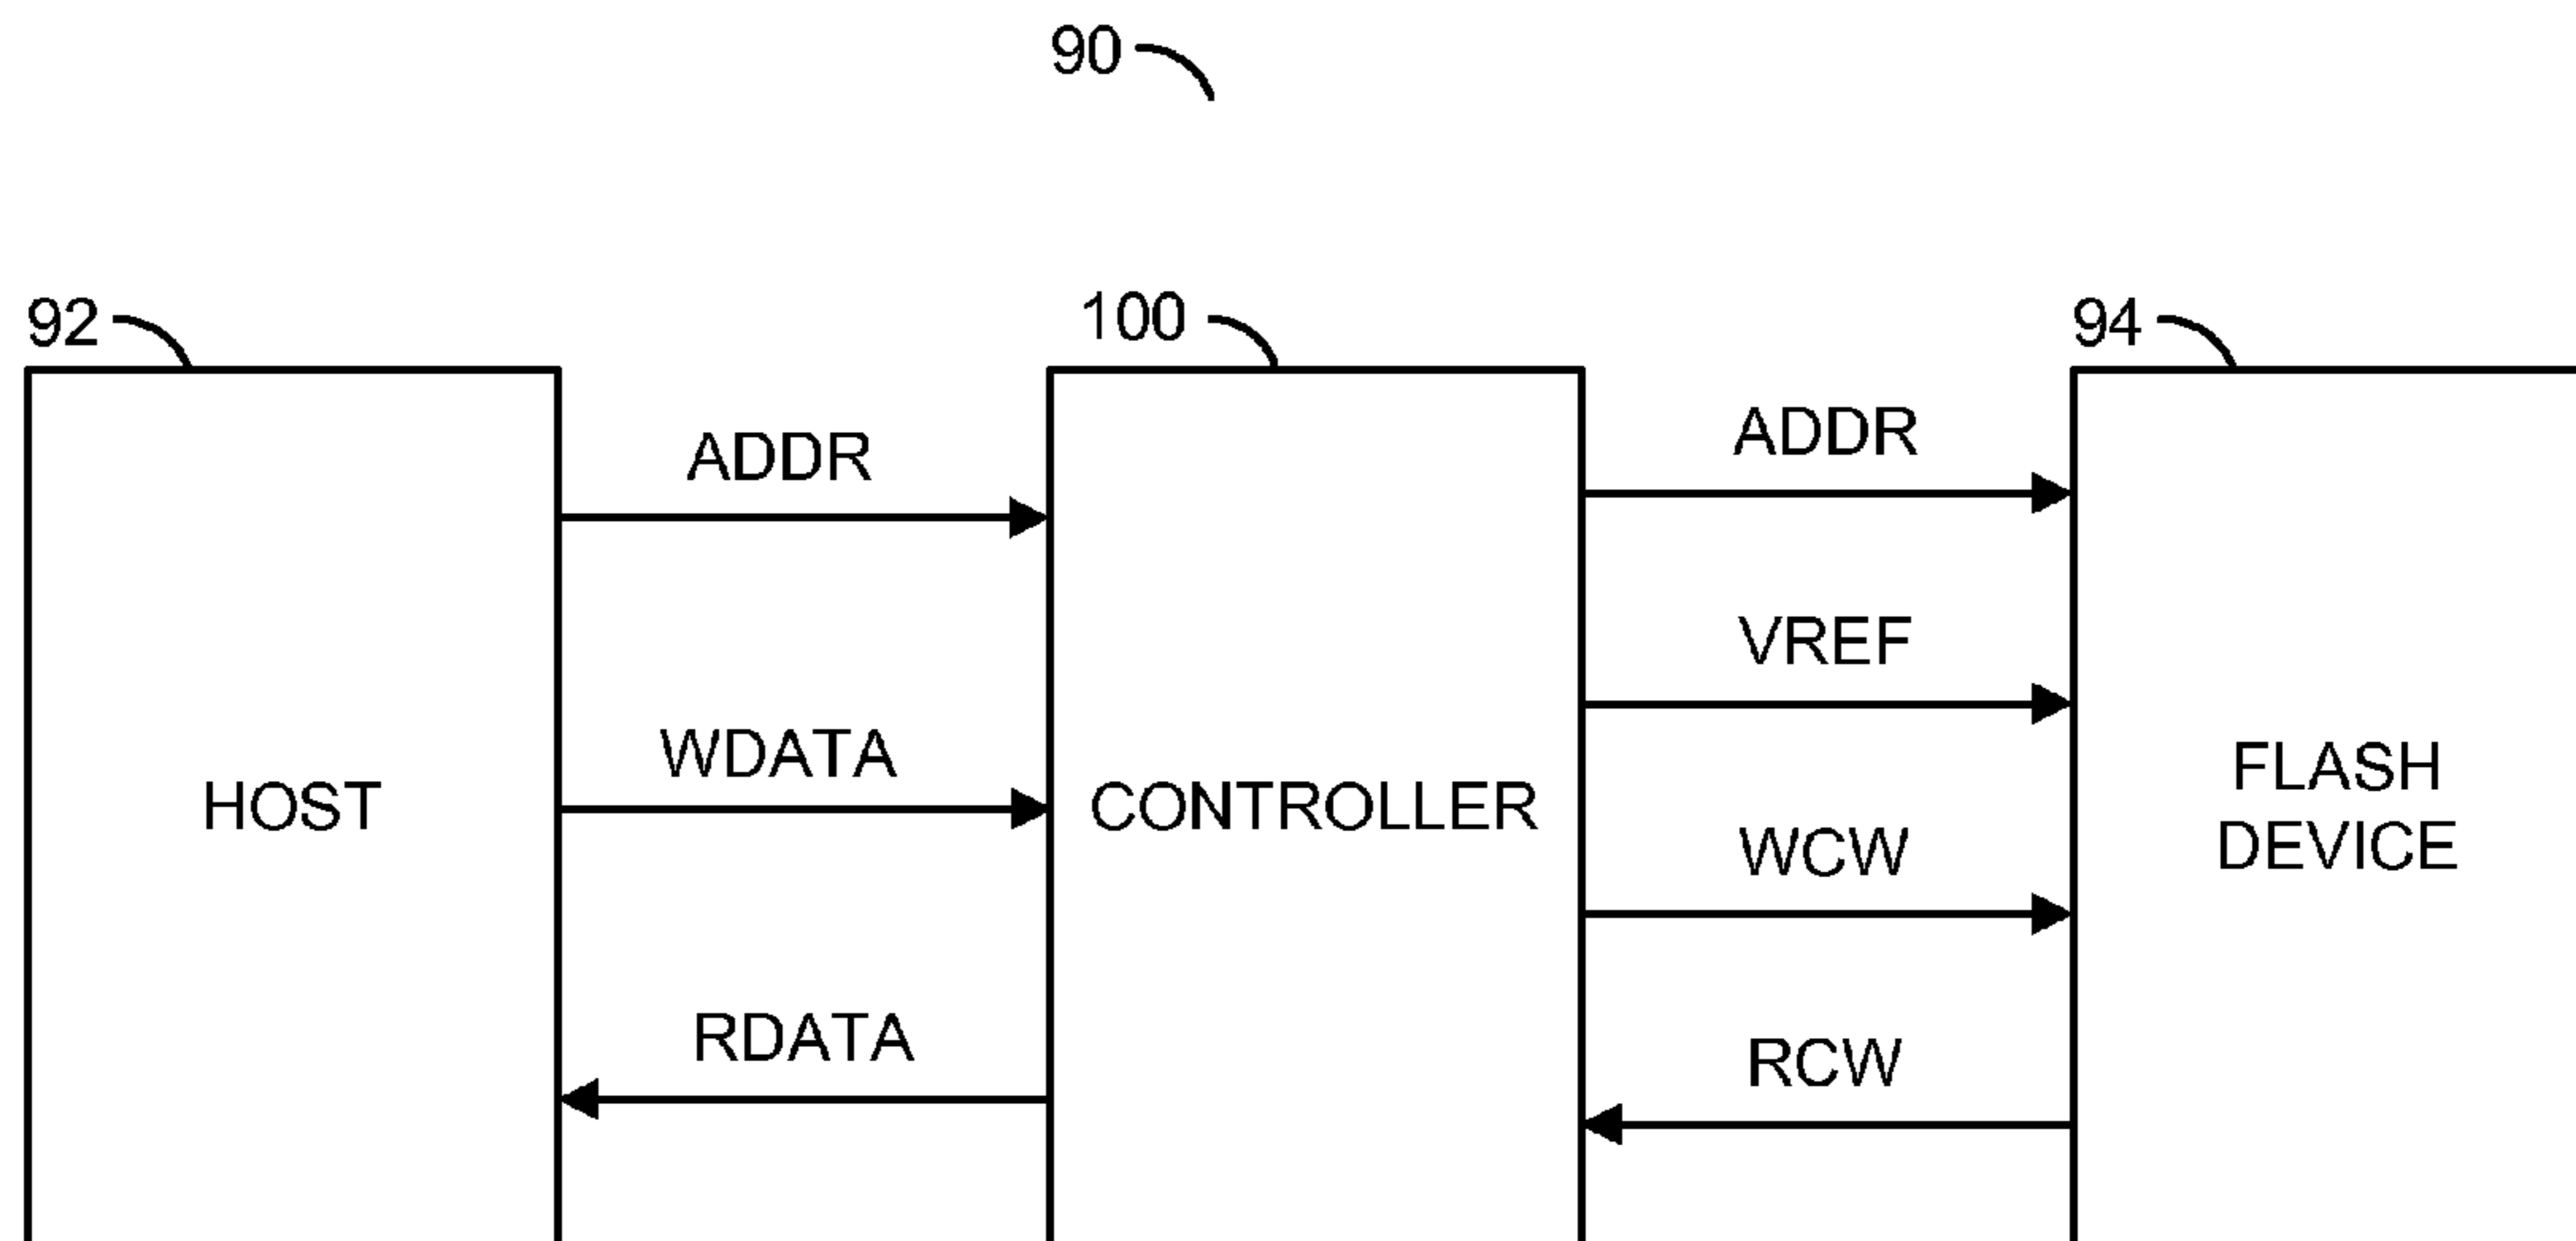 90
92
100
94
ADDR
ADDR
VREF
WDATA
HOST
CONTROLLER
FLASH
DEVICE
WCW
RDATA
RCW